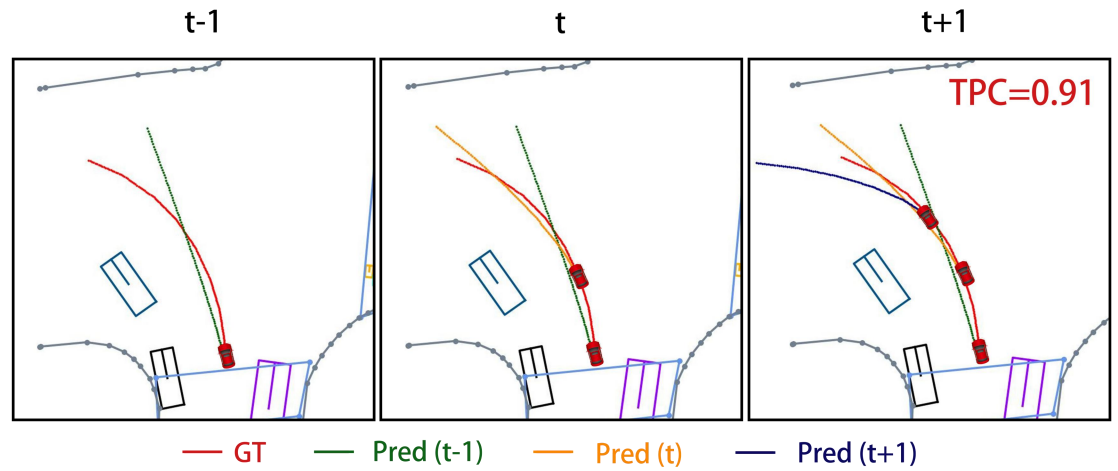 t-1
t
t+1
TPC=0.91
GT
Pred (t-1)
Pred (t)
Pred (t+1)